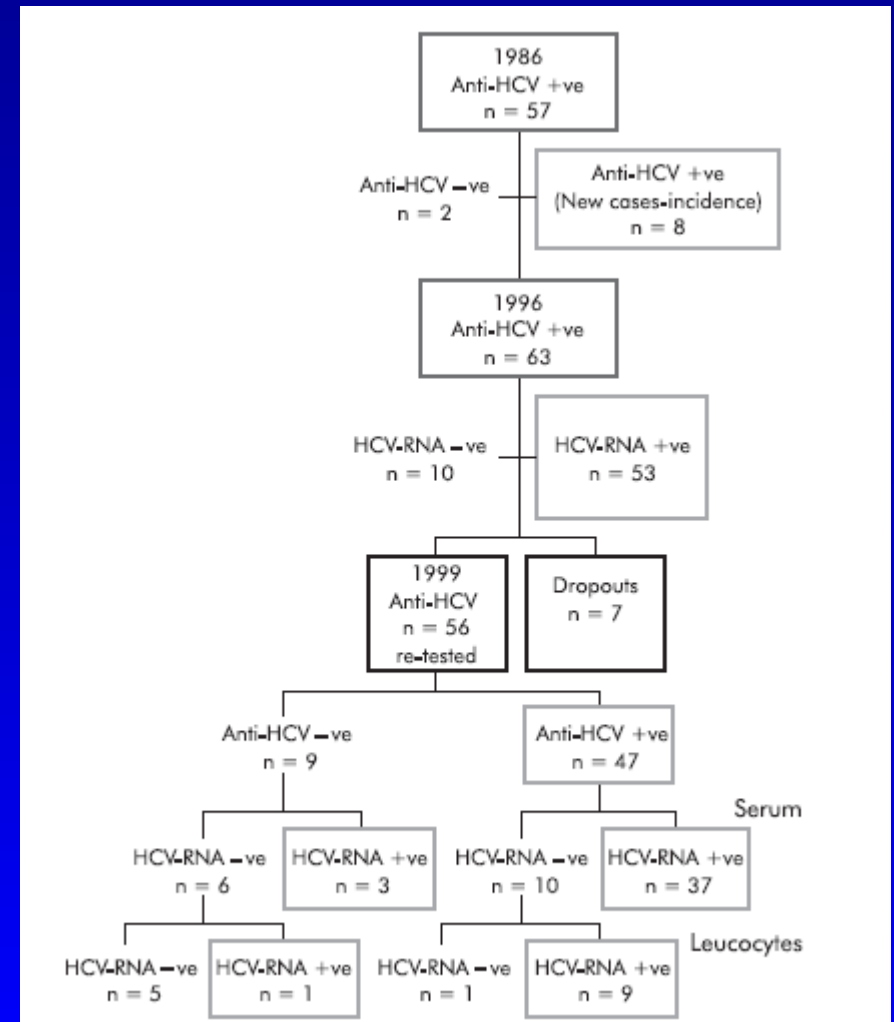 1986
Anti-HCV +ve
n = 57
Anti-HCV –ve
n = 2
Anti-HCV +ve
(New cases-incidence)
n = 8
1996
Anti-HCV +ve
n = 63
HCV-RNA –ve
n = 10
HCV-RNA +ve
n = 53
1999
Anti-HCV
n = 56
re-tested
Dropouts
n = 7
Anti-HCV –ve
n = 9
Anti-HCV +ve
n = 47
Serum
HCV-RNA –ve
n = 6
HCV-RNA +ve
n = 3
HCV-RNA –ve
n = 10
HCV-RNA +ve
n = 37
Leucocytes
HCV-RNA –ve
n = 5
HCV-RNA +ve
n = 1
HCV-RNA –ve
n = 1
HCV-RNA +ve
n = 9